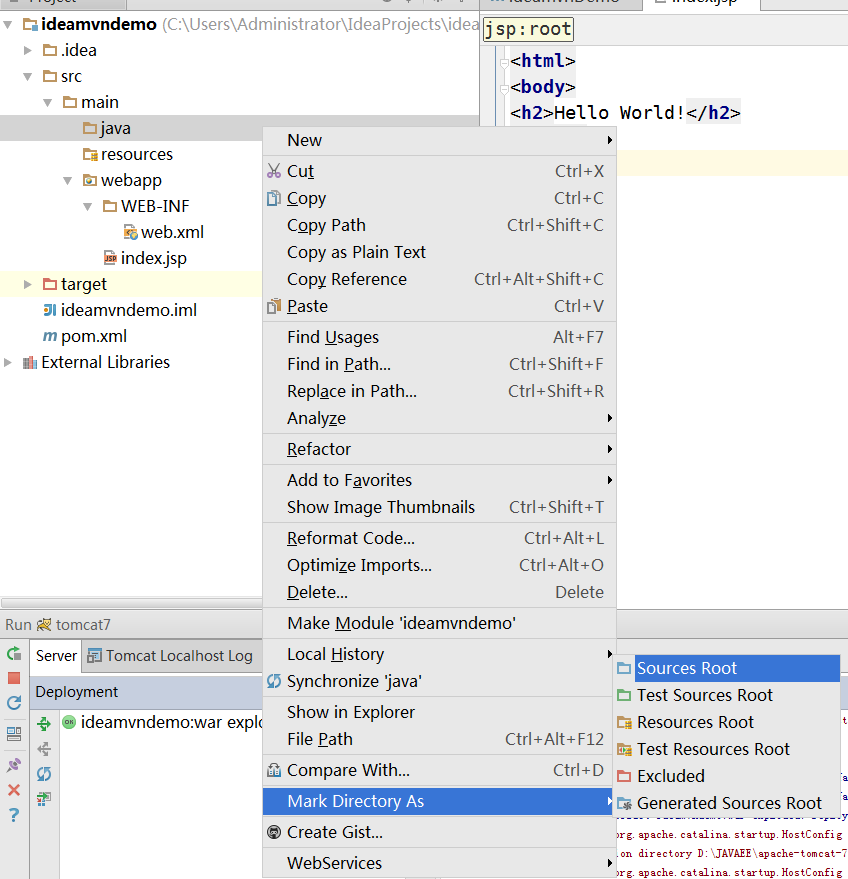 ideamvndemo (C:\Users\Administrator\IdeaProjects\idea
.idea
src
main
java
resources
webapp
WEB-INF
web.xml
index.jsp
target
ideamvndemo.iml
pom.xml
External Libraries
jsp:root
<html>
<body>
<h2>Hello World!</h2>
New
Cut Ctrl+X
Copy Ctrl+C
Copy Path Ctrl+Shift+C
Copy as Plain Text
Copy Reference Ctrl+Alt+Shift+C
Paste Ctrl+V
Find Usages Alt+F7
Find in Path... Ctrl+Shift+F
Replace in Path... Ctrl+Shift+R
Analyze
Refactor
Add to Favorites
Show Image Thumbnails Ctrl+Shift+T
Reformat Code... Ctrl+Alt+L
Optimize Imports... Ctrl+Alt+O
Delete... Delete
Make Module 'ideamvndemo'
Local History
Synchronize 'java'
Show in Explorer
File Path Ctrl+Alt+F12
Compare With... Ctrl+D
Mark Directory As
Create Gist...
WebServices
Sources Root
Test Sources Root
Resources Root
Test Resources Root
Excluded
Generated Sources Root
Run tomcat7
Server Tomcat Localhost Log
Deployment
ideamvndemo:war explo
org.apache.catalina.startup.HostConfig
on directory D:\JAVAEE\apache-tomcat-7
org.apache.catalina.startup.HostConfig